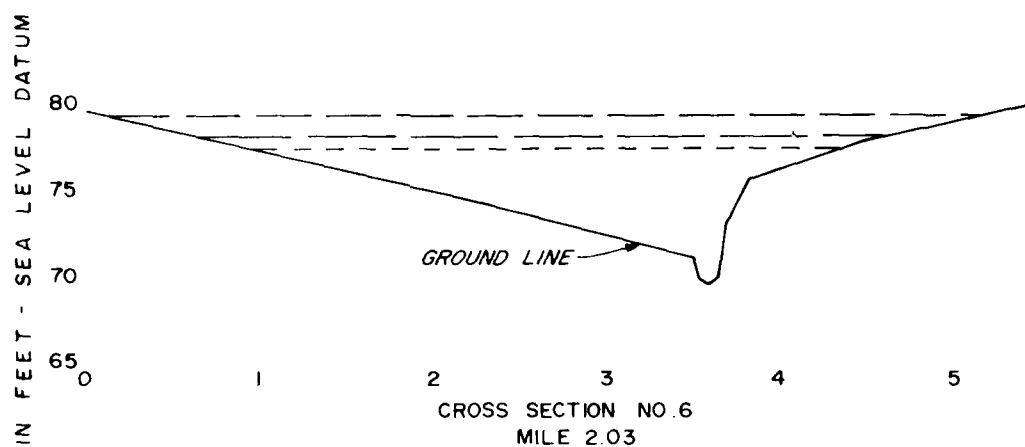 IN FEET - SEA LEVEL DATUM
80
75
70
65
GROUND LINE
0 1 2 3 4 5
CROSS SECTION NO.6
MILE 2.03